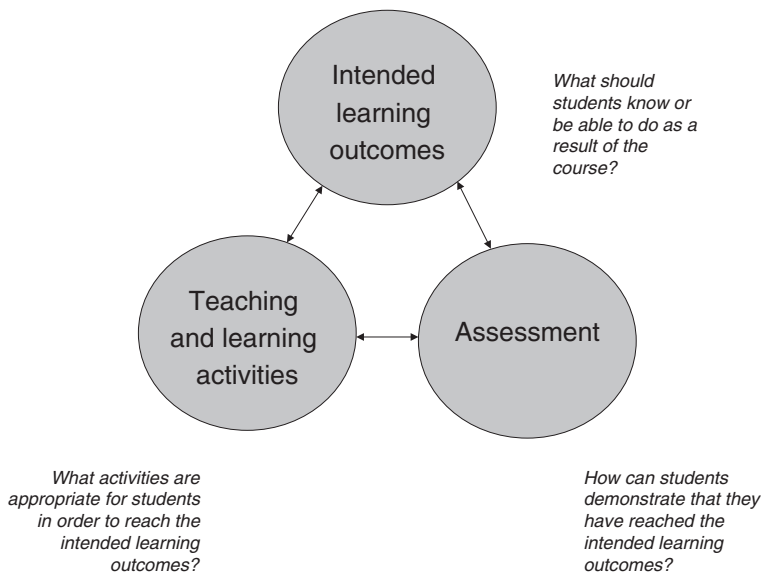 Intended
learning
outcomes
What should
students know or
be able to do as a
result of the
course?
Teaching
and learning
activities
Assessment
What activities are
appropriate for students
in order to reach the
intended learning
outcomes?
How can students
demonstrate that they
have reached the
intended learning
outcomes?